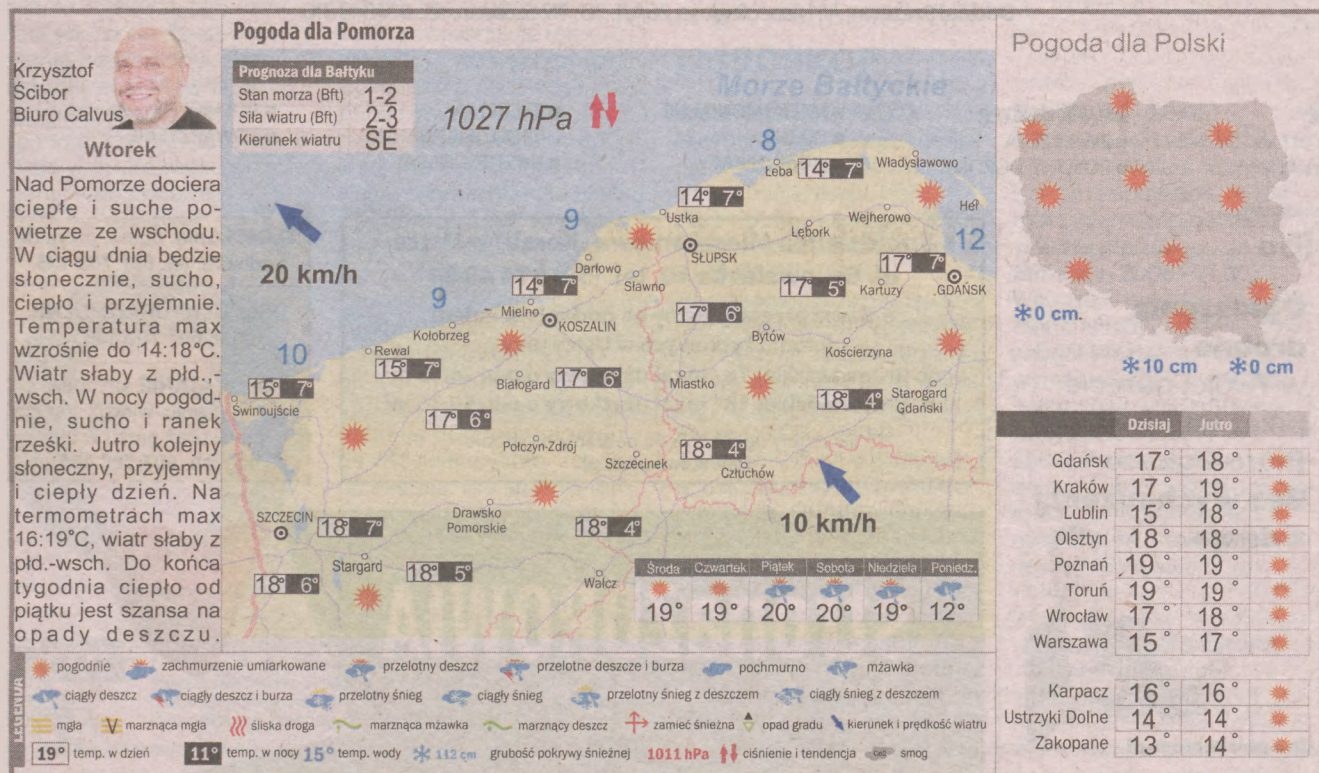 Krzysztof
Ścibor
Biuro Calvus
Wtorek
Nad Pomorze dociera
ciepłe i suche po-
wietrze ze wschodu.
W ciągu dnia będzie
słonecznie, sucho,
ciepło i przyjemnie.
Temperatura max
wzrośnie do 14:18°C.
Wiatr słaby z płd.,-
wsch. W nocy pogod-
nie, sucho i ranek
rześki. Jutro kolejny
słoneczny, przyjemny
i ciepły dzień. Na
termometrach max
16:19°C, wiatr słaby z
płd.-wsch. Do końca
tygodnia ciepło od
piątku jest szansa na
opady deszczu.
Pogoda dla Pomorza
Prognoza dla Bałtyku
Stan morza (Bft) 1-2
Siła wiatru (Bft) 2-3
Kierunek wiatru SE
1027 hPa
Morze Bałtyckie
8
Łeba 14° 7°
Władysławowo
14° 7°
Ustka
Wejherowo
Hel
9
Lębork
12
SŁUPSK
20 km/h
Darłowo
17° 7°
14° 7°
Sławno
17° 5°
Kartuzy
GDAŃSK
9
Mielno
KOSZALIN
17° 6°
Bytów
Kołobrzeg
Kościerzyna
10
Rewal
15° 7°
15° 7°
Białogard 17° 6°
Miastko
Świnoujście
18° 4°
Starogard
Gdański
17° 6°
Połczyn-Zdrój
18° 4°
Szczecinek
Człuchów
SZCZECIN
18° 7°
Drawsko
Pomorskie
18° 4°
10 km/h
Stargard
18° 5°
18° 6°
Wałcz
Środa Czwartek Piątek Sobota Niedziela Poniedz.
19° 19° 20° 20° 19° 12°
Pogoda dla Polski
0 cm.
10 cm 0 cm
Dzisiaj Jutro
Gdańsk 17° 18°
Kraków 17° 19°
Lublin 15° 18°
Olsztyn 18° 18°
Poznań 19° 19°
Toruń 19° 19°
Wrocław 17° 18°
Warszawa 15° 17°
Karpacz 16° 16°
Ustrzyki Dolne 14° 14°
Zakopane 13° 14°
LEGENDA
pogodnie zachmurzenie umiarkowane przelotny deszcz przelotne deszcze i burza pochmurno mżawka
ciągły deszcz ciągły deszcz i burza przelotny śnieg ciągły śnieg przelotny śnieg z deszczem ciągły śnieg z deszczem
mgła marznąca mgła śliska droga marznąca mżawka marznący deszcz zamieć śnieżna opad gradu kierunek i prędkość wiatru
19° temp. w dzień 11° temp. w nocy 15° temp. wody 112 cm grubość pokrywy śnieżnej 1011 hPa ciśnienie i tendencja smog